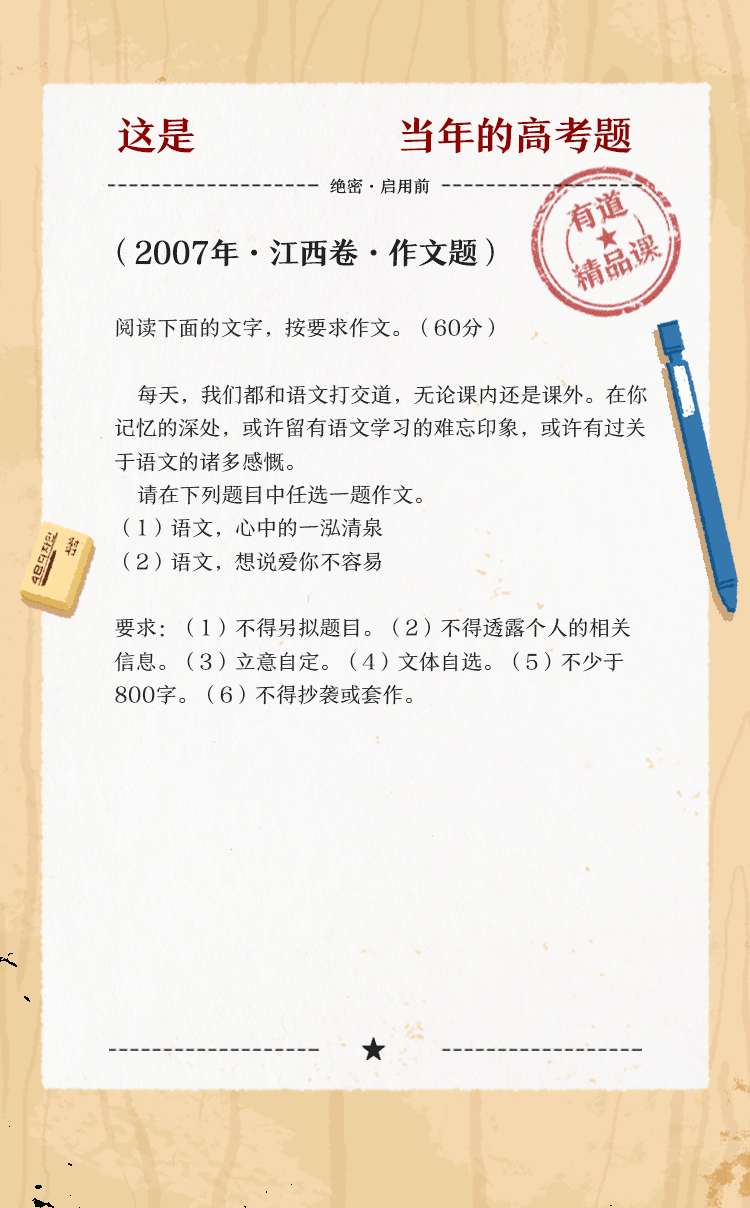 这是 当年的高考题
绝密·启用前
有道
精品课
（2007年·江西卷·作文题）
阅读下面的文字，按要求作文。（60分）
每天，我们都和语文打交道，无论课内还是课外。在你
记忆的深处，或许留有语文学习的难忘印象，或许有过关
于语文的诸多感慨。
请在下列题目中任选一题作文。
（1）语文，心中的一泓清泉
（2）语文，想说爱你不容易
要求：（1）不得另拟题目。（2）不得透露个人的相关
信息。（3）立意自定。（4）文体自选。（5）不少于
800字。（6）不得抄袭或套作。